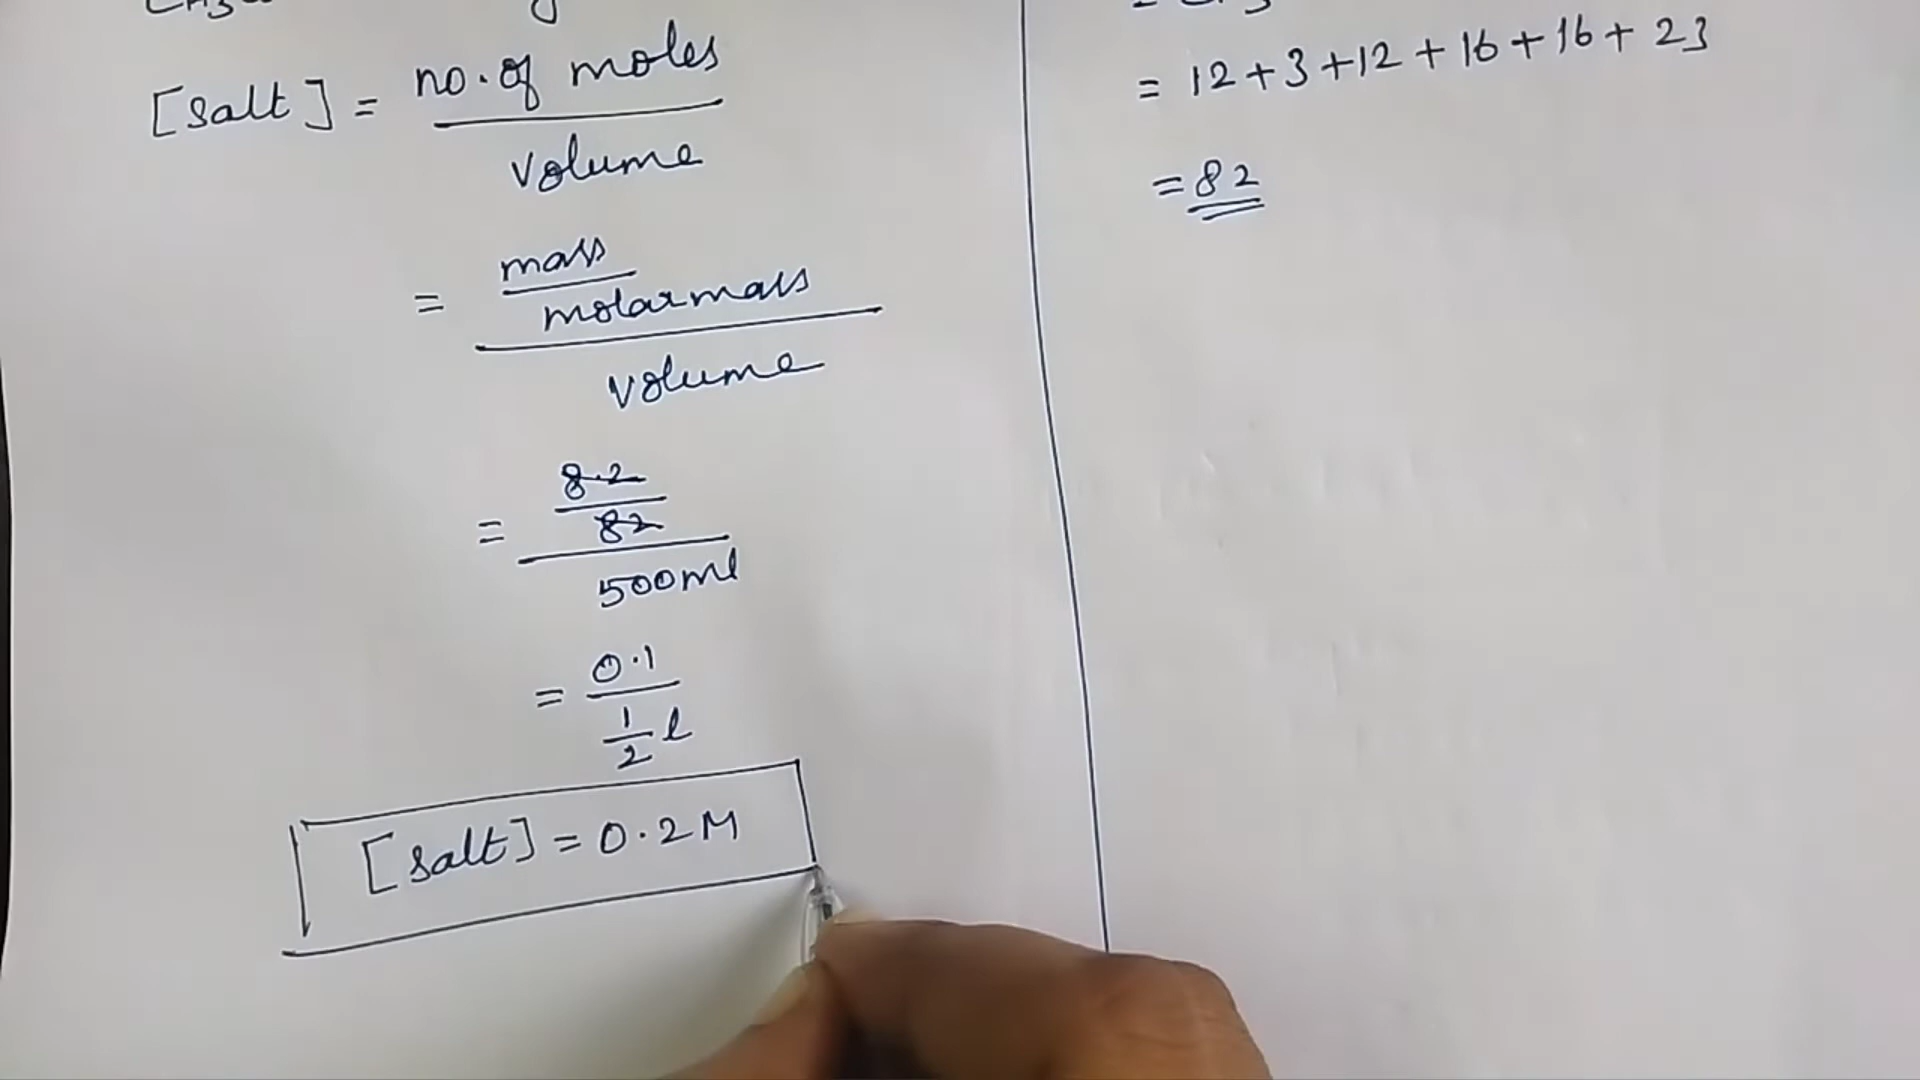 [Salt] = no. of moles
volume
= mass
molarmass
volume
= 8.2
82
500ml
= 0.1
1
2 l
[salt] = 0.2M
= 12+3+12+16+16+23
= 82